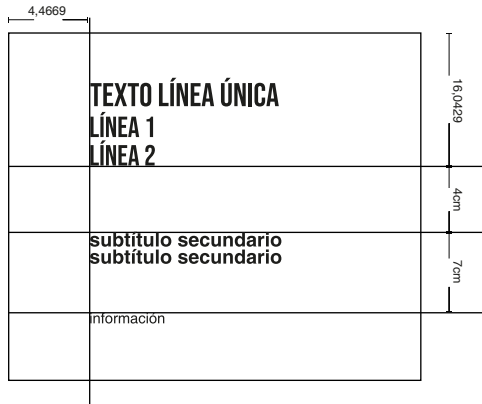 4,4669
16,0429
TEXTO LÍNEA ÚNICA
LÍNEA 1
LÍNEA 2
4cm
subtítulo secundario
subtítulo secundario
7cm
información